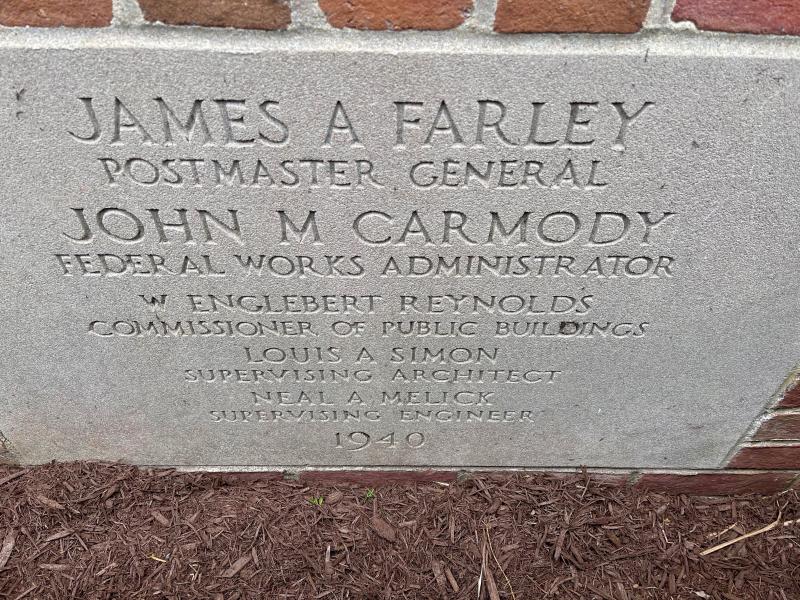 JAMES A FARLEY
POSTMASTER GENERAL
JOHN M CARMODY
FEDERAL WORKS ADMINISTRATOR
W ENGLEBERT REYNOLDS
COMMISSIONER OF PUBLIC BUILDINGS
LOUIS A SIMON
SUPERVISING ARCHITECT
NEAL A MELICK
SUPERVISING ENGINEER
1940